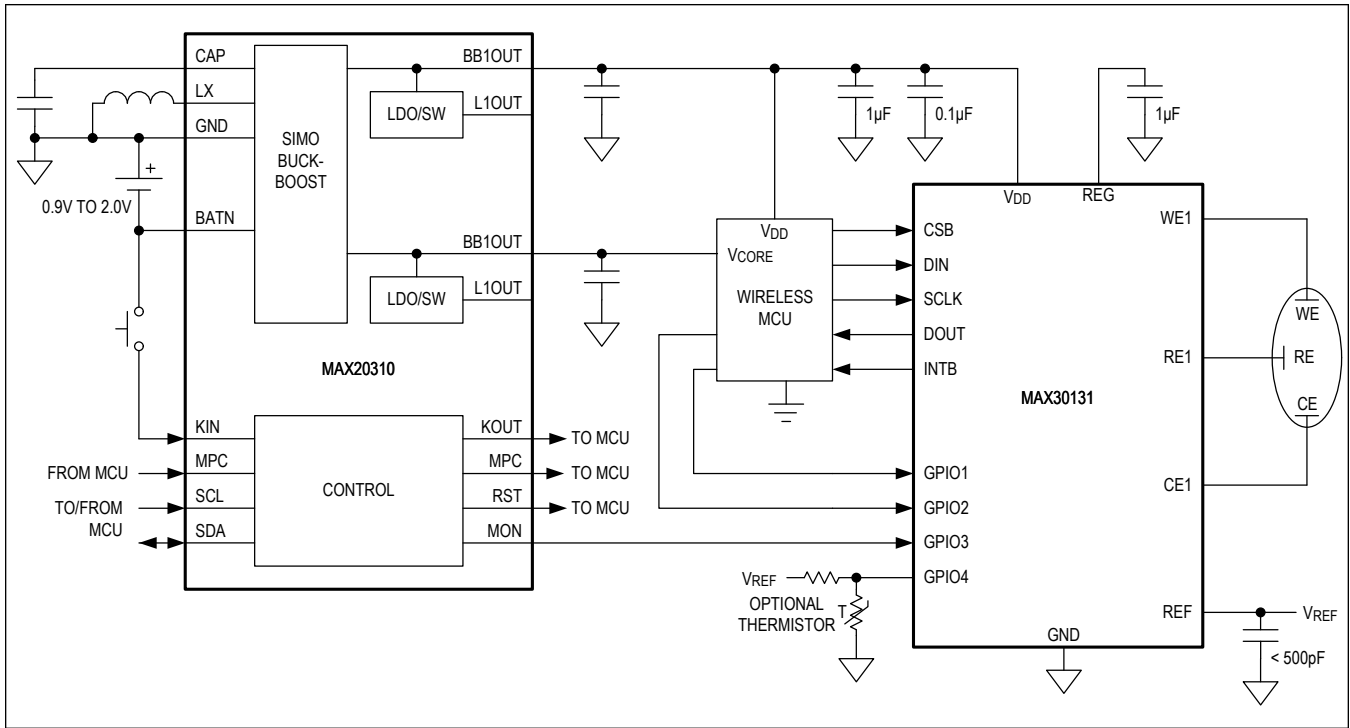 CAP
LX
GND
+
0.9V TO 2.0V
BATN
SIMO
BUCK-
BOOST
LDO/SW
BB1OUT
L1OUT
LDO/SW
BB1OUT
L1OUT
MAX20310
KIN
MPC
SCL
SDA
FROM MCU
TO/FROM
MCU
CONTROL
KOUT
MPC
RST
MON
TO MCU
TO MCU
TO MCU
1µF
0.1µF
1µF
VDD
VCORE
WIRELESS
MCU
VDD
REG
CSB
DIN
SCLK
DOUT
INTB
MAX30131
GPIO1
GPIO2
GPIO3
GPIO4
VREF
OPTIONAL
THERMISTOR
T
GND
WE1
RE1
CE1
REF
WE
RE
CE
VREF
< 500pF